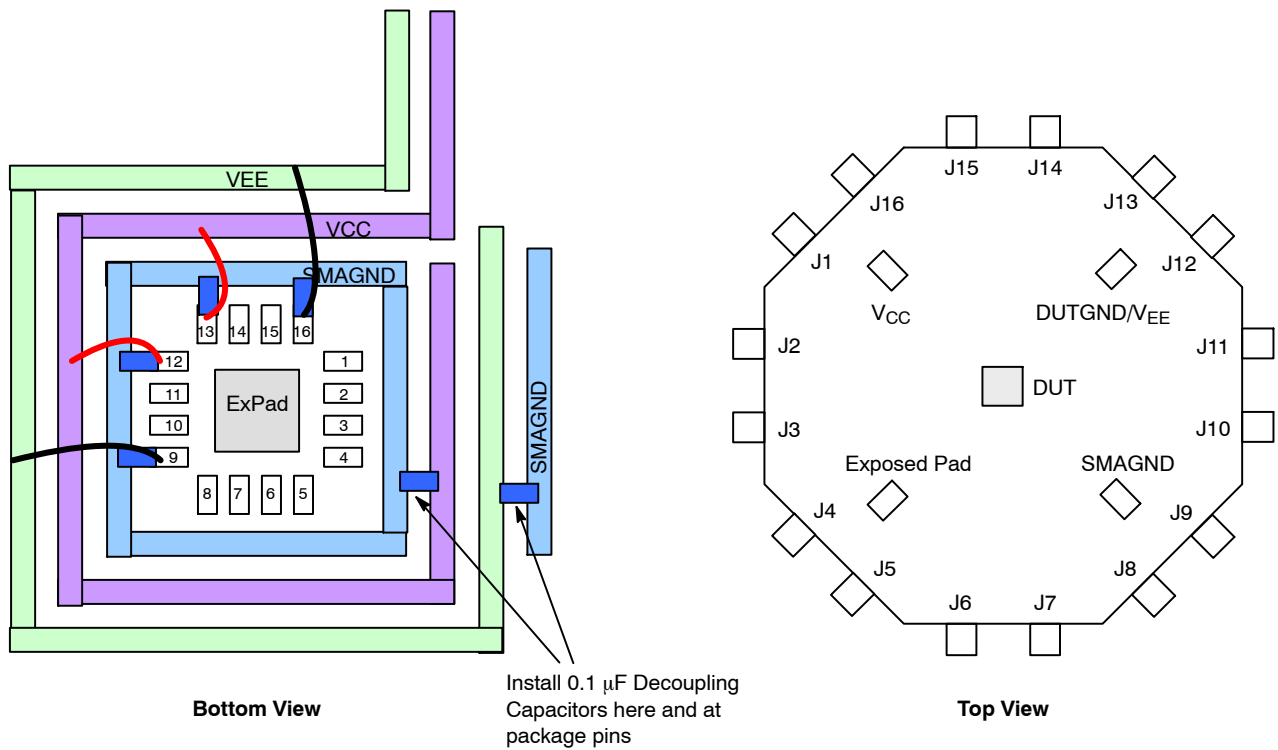 VEE
VCC
SMAGND
13
14
15
16
12
11
10
9
ExPad
1
2
3
4
8
7
6
5
SMAGND
Install 0.1 μF Decoupling
Capacitors here and at
package pins
Bottom View
J15
J14
J16
J13
J1
J12
VCC
DUTGND/VEE
J2
J11
DUT
J3
J10
Exposed Pad
SMAGND
J4
J9
J5
J8
J6
J7
Top View